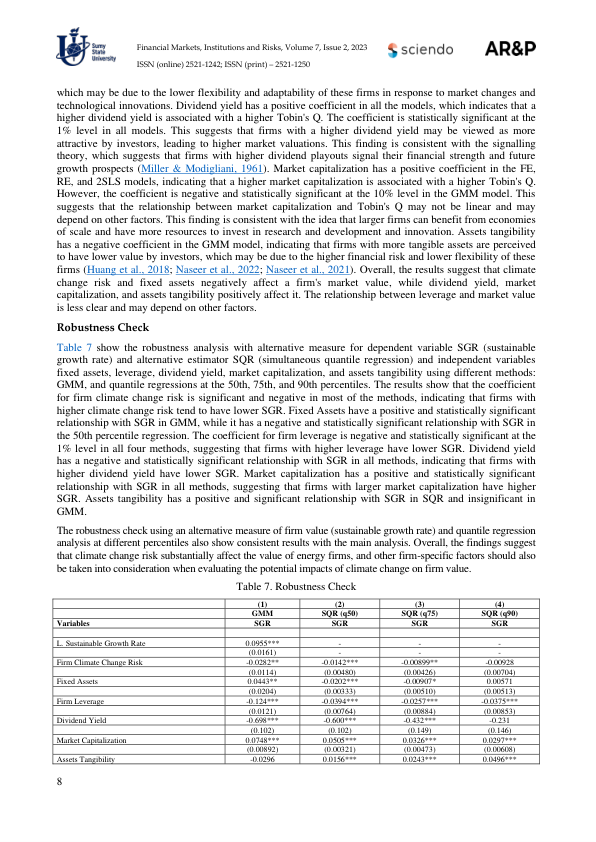 Sumy
State
University
Financial Markets, Institutions and Risks, Volume 7, Issue 2, 2023
ISSN (online) 2521-1242; ISSN (print) – 2521-1250
sciendo
AR&P
which may be due to the lower flexibility and adaptability of these firms in response to market changes and
technological innovations. Dividend yield has a positive coefficient in all the models, which indicates that a
higher dividend yield is associated with a higher Tobin's Q. The coefficient is statistically significant at the
1% level in all models. This suggests that firms with a higher dividend yield may be viewed as more
attractive by investors, leading to higher market valuations. This finding is consistent with the signalling
theory, which suggests that firms with higher dividend playouts signal their financial strength and future
growth prospects (Miller & Modigliani, 1961). Market capitalization has a positive coefficient in the FE,
RE, and 2SLS models, indicating that a higher market capitalization is associated with a higher Tobin's Q.
However, the coefficient is negative and statistically significant at the 10% level in the GMM model. This
suggests that the relationship between market capitalization and Tobin's Q may not be linear and may
depend on other factors. This finding is consistent with the idea that larger firms can benefit from economies
of scale and have more resources to invest in research and development and innovation. Assets tangibility
has a negative coefficient in the GMM model, indicating that firms with more tangible assets are perceived
to have lower value by investors, which may be due to the higher financial risk and lower flexibility of these
firms (Huang et al., 2018; Naseer et al., 2022; Naseer et al., 2021). Overall, the results suggest that climate
change risk and fixed assets negatively affect a firm's market value, while dividend yield, market
capitalization, and assets tangibility positively affect it. The relationship between leverage and market value
is less clear and may depend on other factors.
Robustness Check
Table 7 show the robustness analysis with alternative measure for dependent variable SGR (sustainable
growth rate) and alternative estimator SQR (simultaneous quantile regression) and independent variables
fixed assets, leverage, dividend yield, market capitalization, and assets tangibility using different methods:
GMM, and quantile regressions at the 50th, 75th, and 90th percentiles. The results show that the coefficient
for firm climate change risk is significant and negative in most of the methods, indicating that firms with
higher climate change risk tend to have lower SGR. Fixed Assets have a positive and statistically significant
relationship with SGR in GMM, while it has a negative and statistically significant relationship with SGR in
the 50th percentile regression. The coefficient for firm leverage is negative and statistically significant at the
1% level in all four methods, suggesting that firms with higher leverage have lower SGR. Dividend yield
has a negative and statistically significant relationship with SGR in all methods, indicating that firms with
higher dividend yield have lower SGR. Market capitalization has a positive and statistically significant
relationship with SGR in all methods, suggesting that firms with larger market capitalization have higher
SGR. Assets tangibility has a positive and significant relationship with SGR in SQR and insignificant in
GMM.
The robustness check using an alternative measure of firm value (sustainable growth rate) and quantile regression
analysis at different percentiles also show consistent results with the main analysis. Overall, the findings suggest
that climate change risk substantially affect the value of energy firms, and other firm-specific factors should also
be taken into consideration when evaluating the potential impacts of climate change on firm value.
Table 7. Robustness Check
(1) (2) (3) (4)
GMM SQR (q50) SQR (q75) SQR (q90)
Variables SGR SGR SGR SGR
L. Sustainable Growth Rate 0.0955*** - - -
(0.0161) - - -
Firm Climate Change Risk -0.0282** -0.0142*** -0.00899** -0.00928
(0.0114) (0.00480) (0.00426) (0.00704)
Fixed Assets 0.0443** -0.0202*** -0.00907* 0.00571
(0.0204) (0.00333) (0.00510) (0.00513)
Firm Leverage -0.124*** -0.0394*** -0.0257*** -0.0375***
(0.0121) (0.00764) (0.00884) (0.00853)
Dividend Yield -0.698*** -0.600*** -0.432*** -0.231
(0.102) (0.102) (0.149) (0.146)
Market Capitalization 0.0748*** 0.0505*** 0.0326*** 0.0297***
(0.00892) (0.00321) (0.00473) (0.00608)
Assets Tangibility -0.0296 0.0156*** 0.0243*** 0.0496***
8